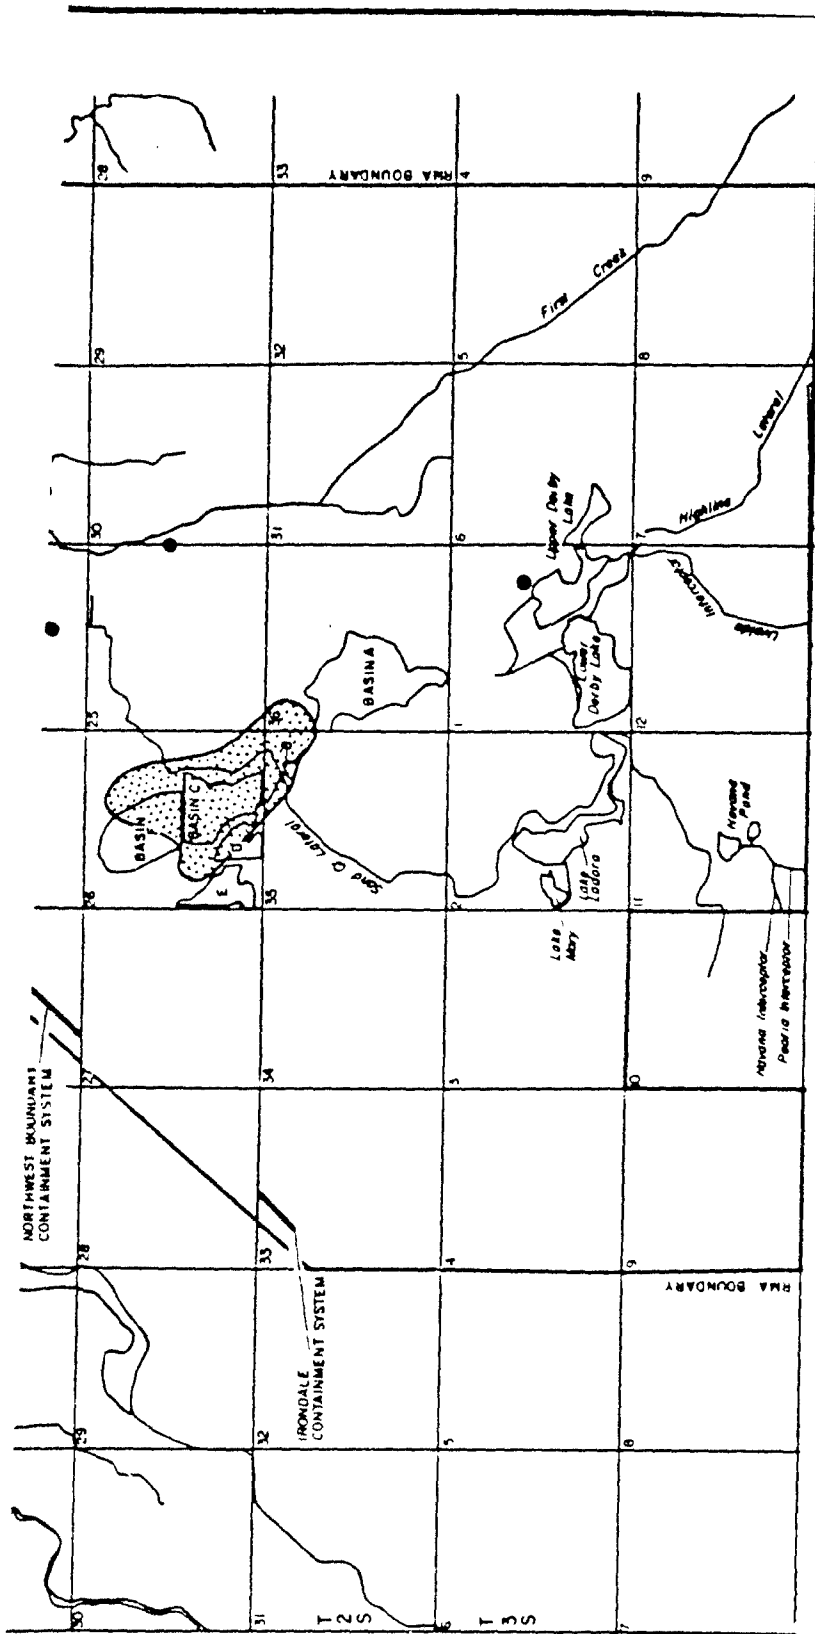 NORTHWEST BOUNDARY
CONTAINMENT SYSTEM
IRONDALE
CONTAINMENT SYSTEM
RMA BOUNDARY
RMA BOUNDARY
30
29
28
27
26
25
30
29
28
31
32
33
34
35
36
31
32
33
T 2 S
T 3 S
6
5
4
3
2
1
6
5
4
7
8
9
10
11
12
7
8
9
BASIN
F
BASIN C
D
E
B
BASIN A
Sand Q Lateral
First Creek
Upper Derby
Lake
Lower
Derby Lake
Lake
Ladora
Lake
Mary
Highline Lateral
Uvalda Interceptor
Havana
Pond
Havana Interceptor
Peoria Interceptor